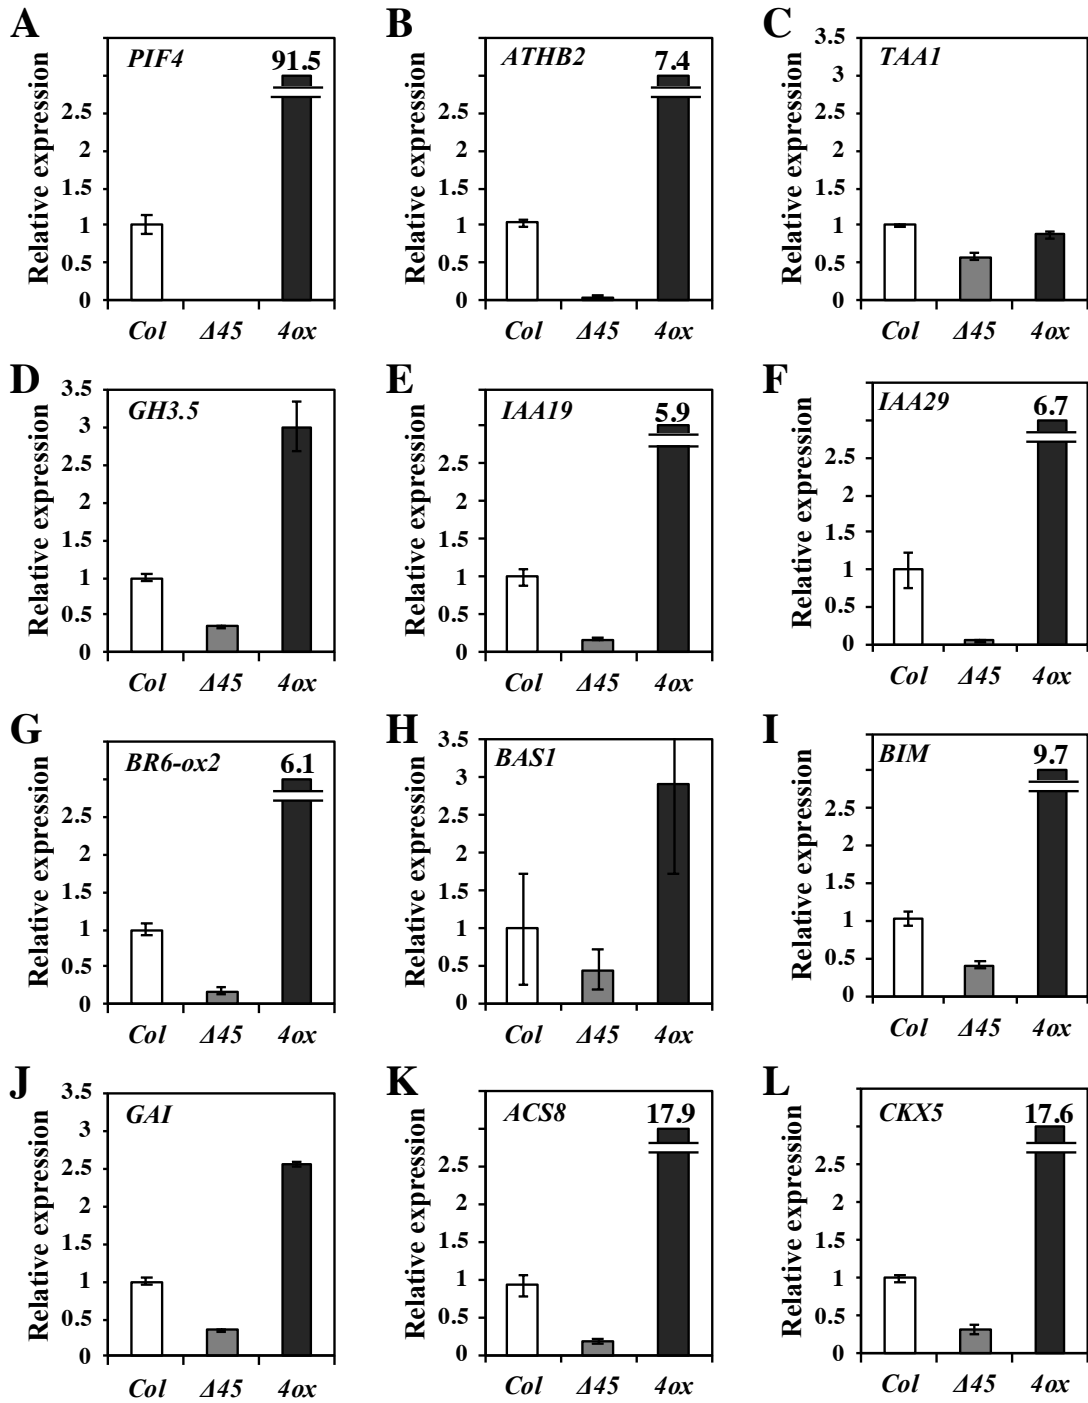 A
PIF4
91.5
Relative expression
2.5
2
1.5
1
0.5
0
Col Δ45 4ox
B
ATHB2
7.4
Relative expression
2.5
2
1.5
1
0.5
0
Col Δ45 4ox
C
TAA1
Relative expression
3.5
3
2.5
2
1.5
1
0.5
0
Col Δ45 4ox
D
GH3.5
Relative expression
3.5
3
2.5
2
1.5
1
0.5
0
Col Δ45 4ox
E
IAA19
5.9
Relative expression
2.5
2
1.5
1
0.5
0
Col Δ45 4ox
F
IAA29
6.7
Relative expression
2.5
2
1.5
1
0.5
0
Col Δ45 4ox
G
BR6-ox2
6.1
Relative expression
2.5
2
1.5
1
0.5
0
Col Δ45 4ox
H
BAS1
Relative expression
3.5
3
2.5
2
1.5
1
0.5
0
Col Δ45 4ox
I
BIM
9.7
Relative expression
2.5
2
1.5
1
0.5
0
Col Δ45 4ox
J
GAI
Relative expression
3.5
3
2.5
2
1.5
1
0.5
0
Col Δ45 4ox
K
ACS8
17.9
Relative expression
2.5
2
1.5
1
0.5
0
Col Δ45 4ox
L
CKX5
17.6
Relative expression
2.5
2
1.5
1
0.5
0
Col Δ45 4ox